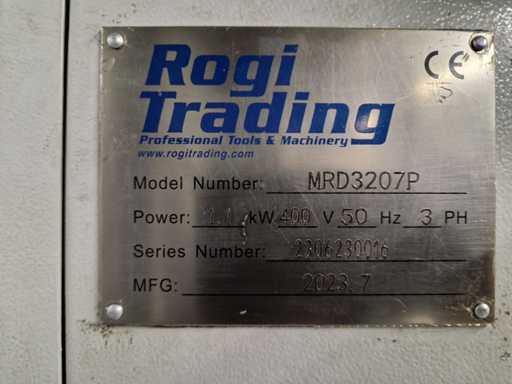 Rogi
Trading
CE
Professional Tools & Machinery
www.rogitrading.com
Model Number: MRD3207P
Power: kW 400 V 50 Hz 3 PH
Series Number: 2306230016
MFG: 2023.7